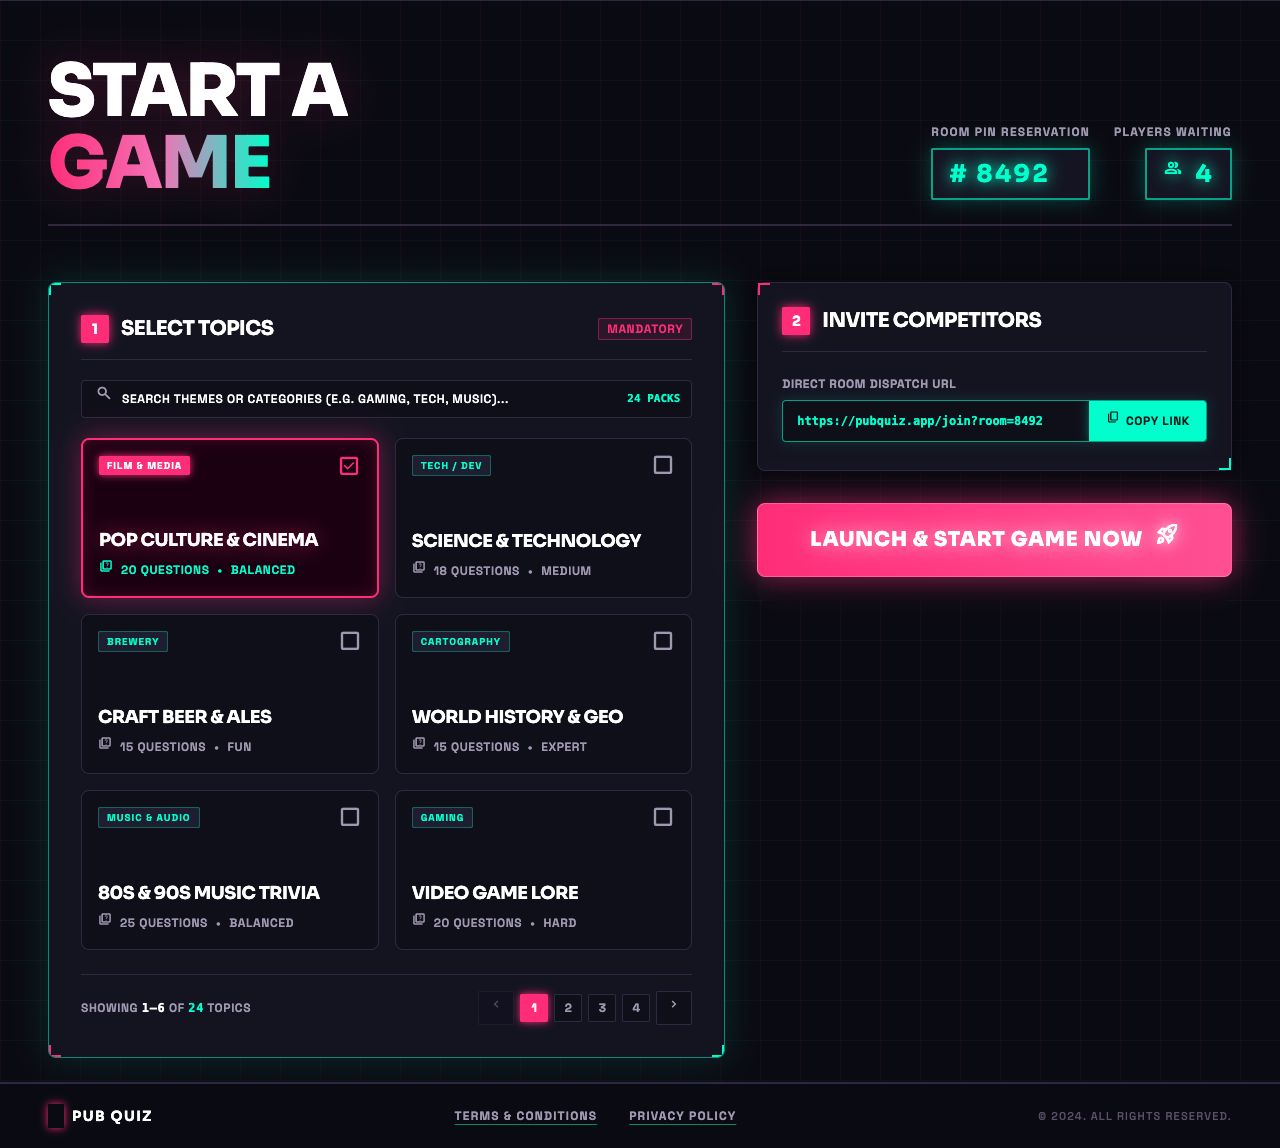 START A
GAME
ROOM PIN RESERVATION
# 8492
PLAYERS WAITING
4
1 SELECT TOPICS
MANDATORY
SEARCH THEMES OR CATEGORIES (E.G. GAMING, TECH, MUSIC)...
24 PACKS
FILM & MEDIA
POP CULTURE & CINEMA
20 QUESTIONS • BALANCED
TECH / DEV
SCIENCE & TECHNOLOGY
18 QUESTIONS • MEDIUM
BREWERY
CRAFT BEER & ALES
15 QUESTIONS • FUN
CARTOGRAPHY
WORLD HISTORY & GEO
15 QUESTIONS • EXPERT
MUSIC & AUDIO
80S & 90S MUSIC TRIVIA
25 QUESTIONS • BALANCED
GAMING
VIDEO GAME LORE
20 QUESTIONS • HARD
SHOWING 1–6 OF 24 TOPICS
1 2 3 4
2 INVITE COMPETITORS
DIRECT ROOM DISPATCH URL
https://pubquiz.app/join?room=8492
COPY LINK
LAUNCH & START GAME NOW
PUB QUIZ
TERMS & CONDITIONS
PRIVACY POLICY
© 2024. ALL RIGHTS RESERVED.